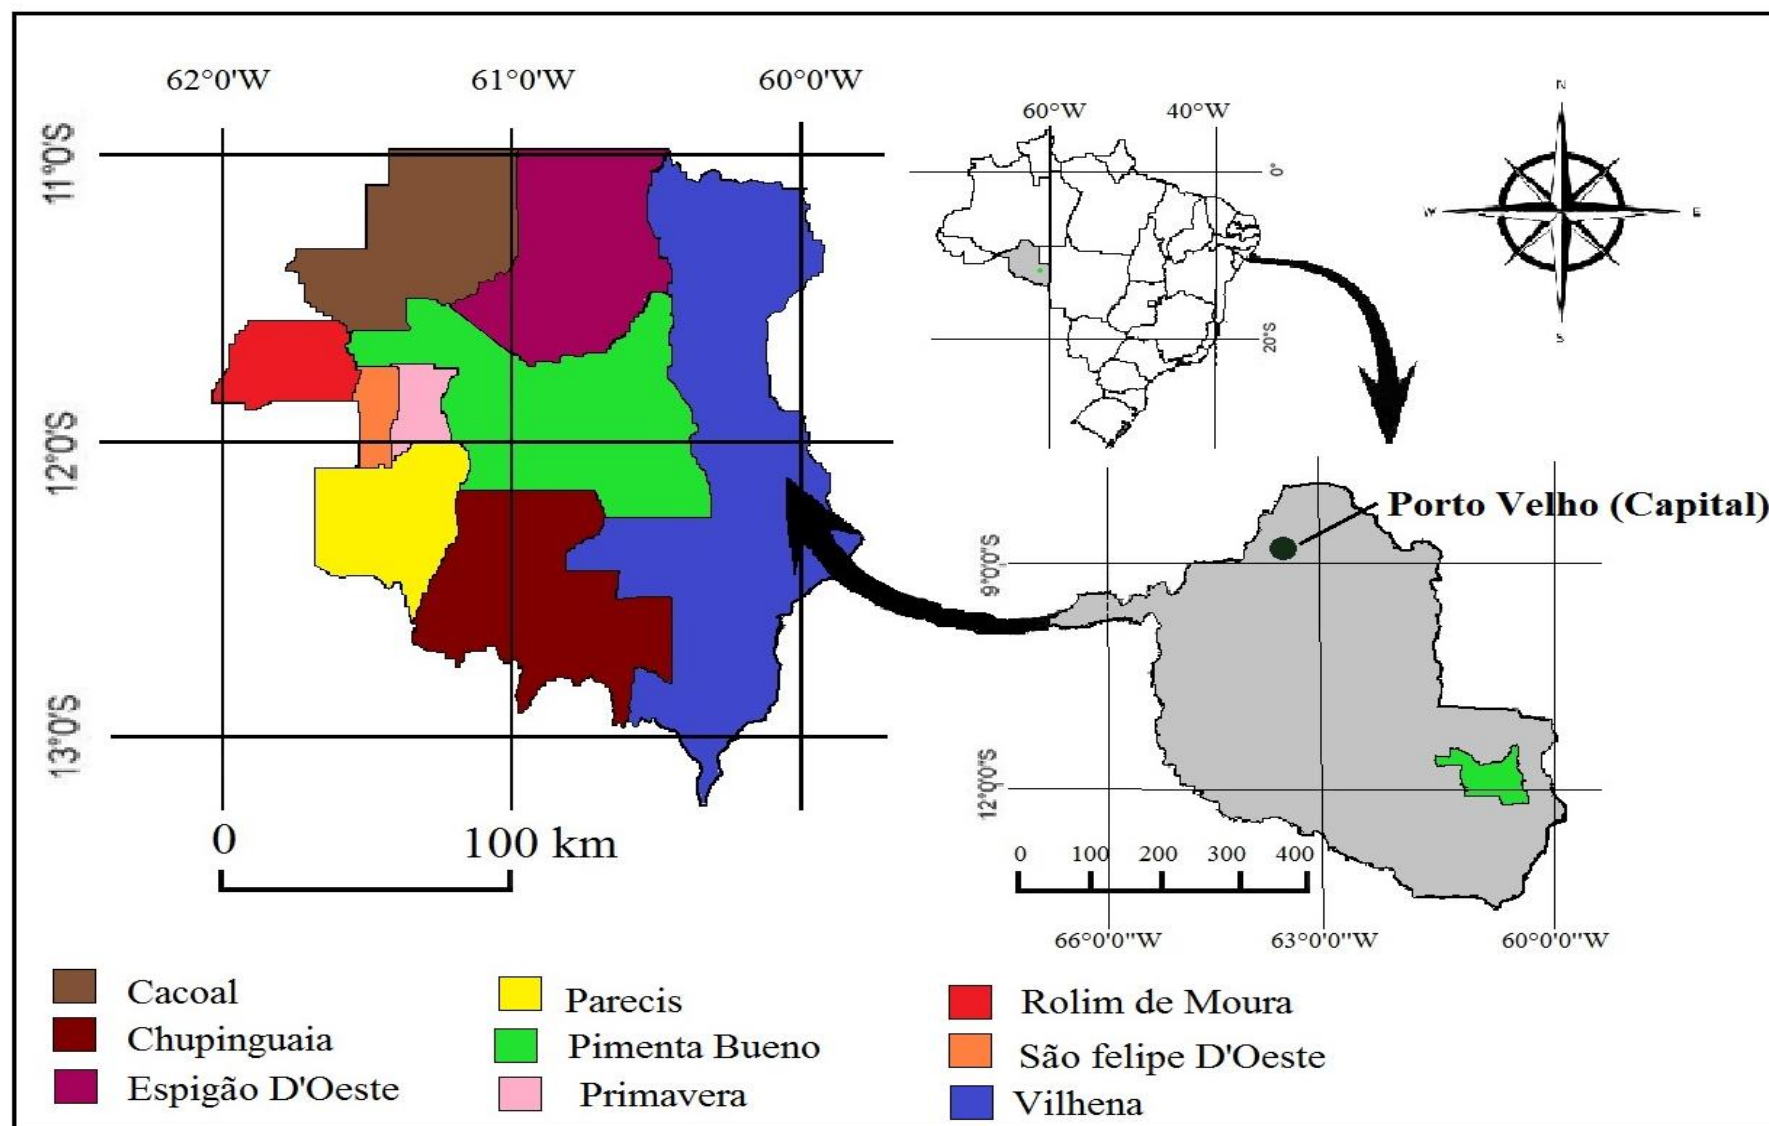 62°0'W 61°0'W 60°0'W
11°0'S
12°0'S
13°0'S
0 100 km
60°W 40°W
0°
20°S
N
W E
S
Porto Velho (Capital)
9°0'0"S
12°0'0"S
0 100 200 300 400
66°0'0"W 63°0'0"W 60°0'0"W
Cacoal
Chupinguaia
Espigão D'Oeste
Parecis
Pimenta Bueno
Primavera
Rolim de Moura
São felipe D'Oeste
Vilhena